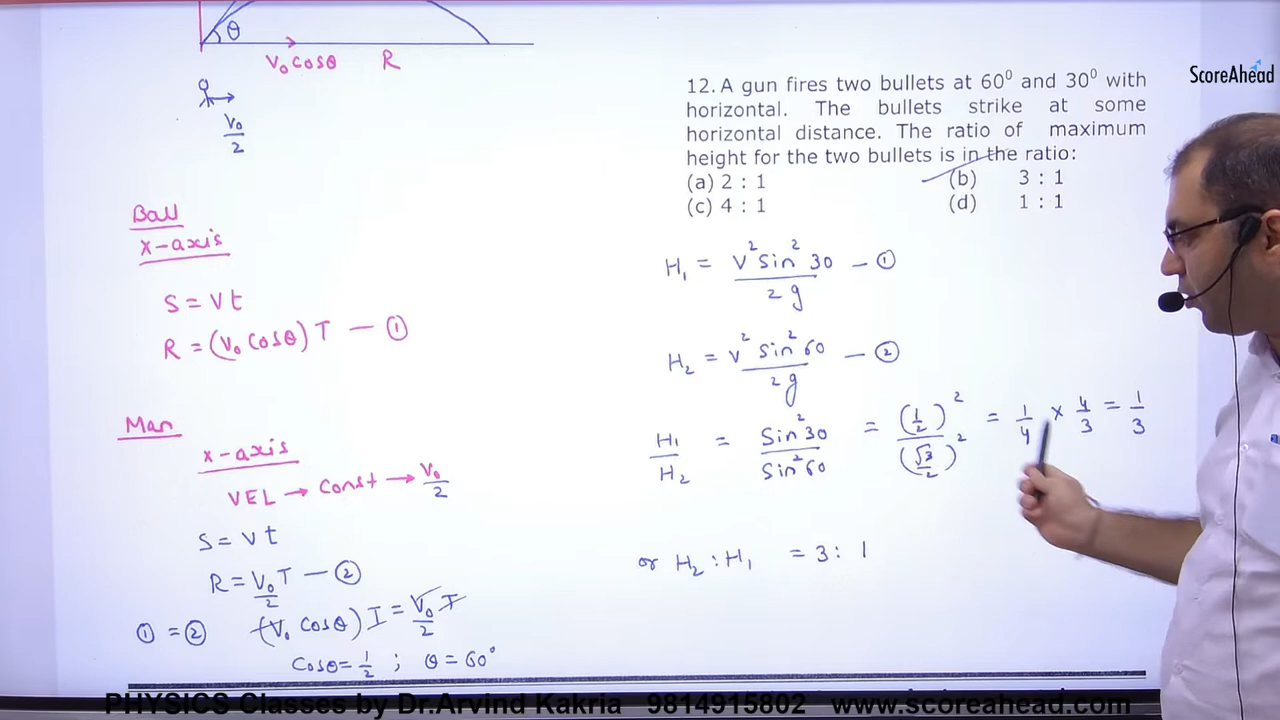 θ
V₀ cosθ R
V₀/2
Ball
x-axis
S = Vt
R = (V₀ Cosθ) T — ①
Man
x-axis
VEL → Const → V₀/2
S = Vt
R = V₀/2 T — ②
① = ② (V₀ Cosθ) T = V₀/2 T
Cosθ = 1/2 ; θ = 60°
ScoreAhead
12. A gun fires two bullets at 60⁰ and 30⁰ with
horizontal. The bullets strike at some
horizontal distance. The ratio of maximum
height for the two bullets is in the ratio:
(a) 2 : 1 (b) 3 : 1
(c) 4 : 1 (d) 1 : 1
H₁ = V² Sin² 30 / 2g — ①
H₂ = V² Sin² 60 / 2g — ②
H₁/H₂ = Sin² 30 / Sin² 60 = (1/2)² / (√3/2)² = 1/4 × 4/3 = 1/3
or H₂ : H₁ = 3 : 1
PHYSICS Classes by Dr.Arvind Kakria 9814915802 www.scoreahead.com